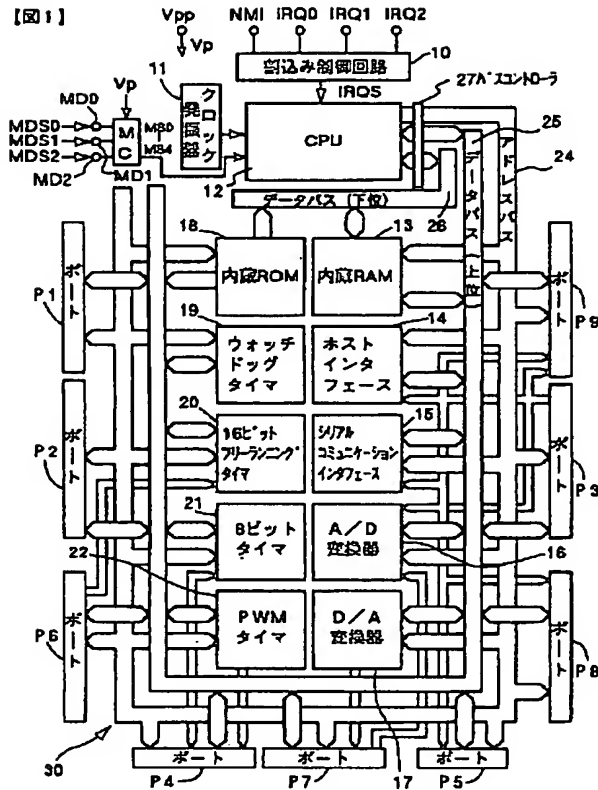 【図1】
Vpp
Vp
NMI IRQ0 IRQ1 IRQ2
10
割込み制御回路
IRQS
27 バスコントローラ
11
クロック発振器
Vp
MD0
MDS0
MDS1
MDS2
MD2
MD1
MC
MS0
MS4
CPU
12
25
24
データバス(上位)
アドレスバス
データバス(下位)
26
18
内蔵ROM
13
内蔵RAM
19
ウォッチ
ドッグ
タイマ
14
ホスト
インタ
フェース
20
16ビット
フリーランニング
タイマ
15
シリアル
コミュニケーション
インタフェース
21
8ビット
タイマ
A/D
変換器
16
22
PWM
タイマ
D/A
変換器
17
ポート
P1
ポート
P2
ポート
P6
ポート
P9
ポート
P3
ポート
P8
30
ポート
P4
ポート
P7
ポート
P5